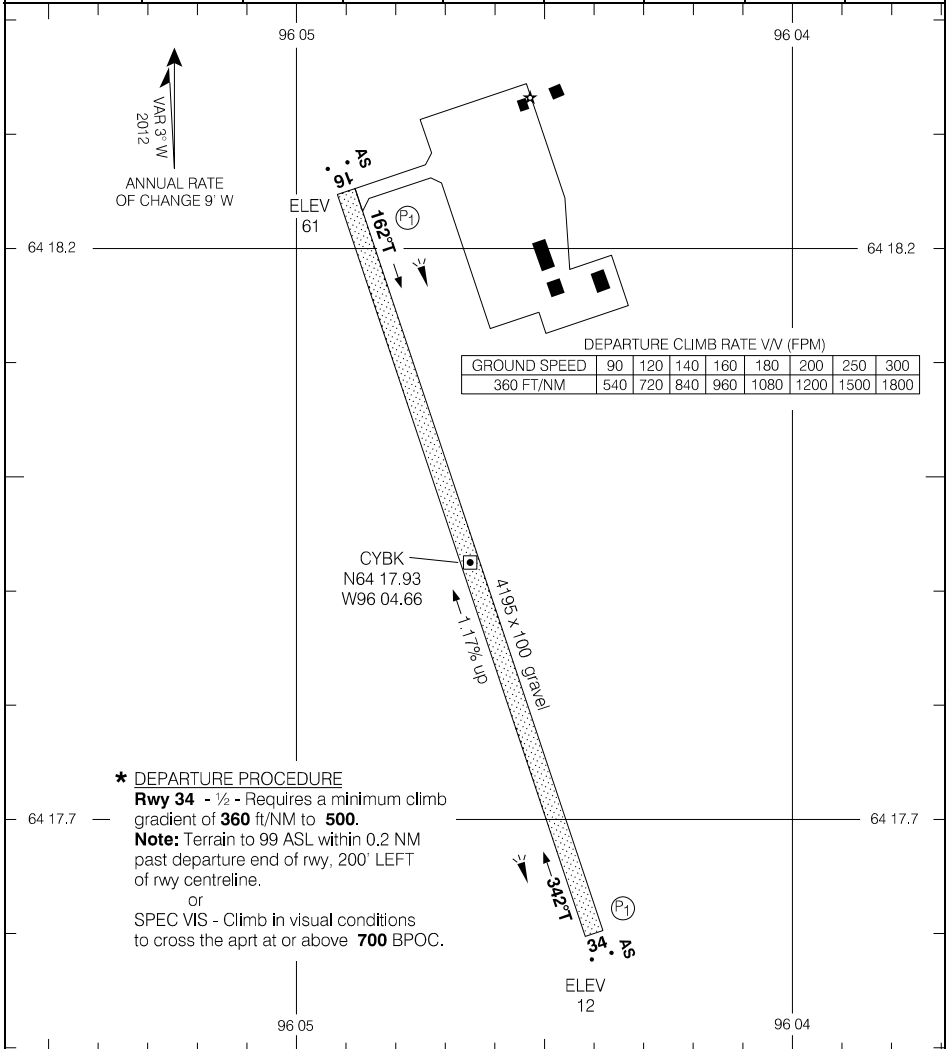 96 05
96 04
VAR 3° W
2012
ANNUAL RATE
OF CHANGE 9' W
AS
16
ELEV
61
162°T
P1
64 18.2
64 18.2
DEPARTURE CLIMB RATE V/V (FPM)
GROUND SPEED 90 120 140 160 180 200 250 300
360 FT/NM 540 720 840 960 1080 1200 1500 1800
CYBK
N64 17.93
W96 04.66
4195 x 100 gravel
1.17% up
* DEPARTURE PROCEDURE
Rwy 34 - ½ - Requires a minimum climb
gradient of 360 ft/NM to 500.
Note: Terrain to 99 ASL within 0.2 NM
past departure end of rwy, 200' LEFT
of rwy centreline.
or
SPEC VIS - Climb in visual conditions
to cross the aprt at or above 700 BPOC.
64 17.7
64 17.7
342°T
P1
34
AS
ELEV
12
96 05
96 04